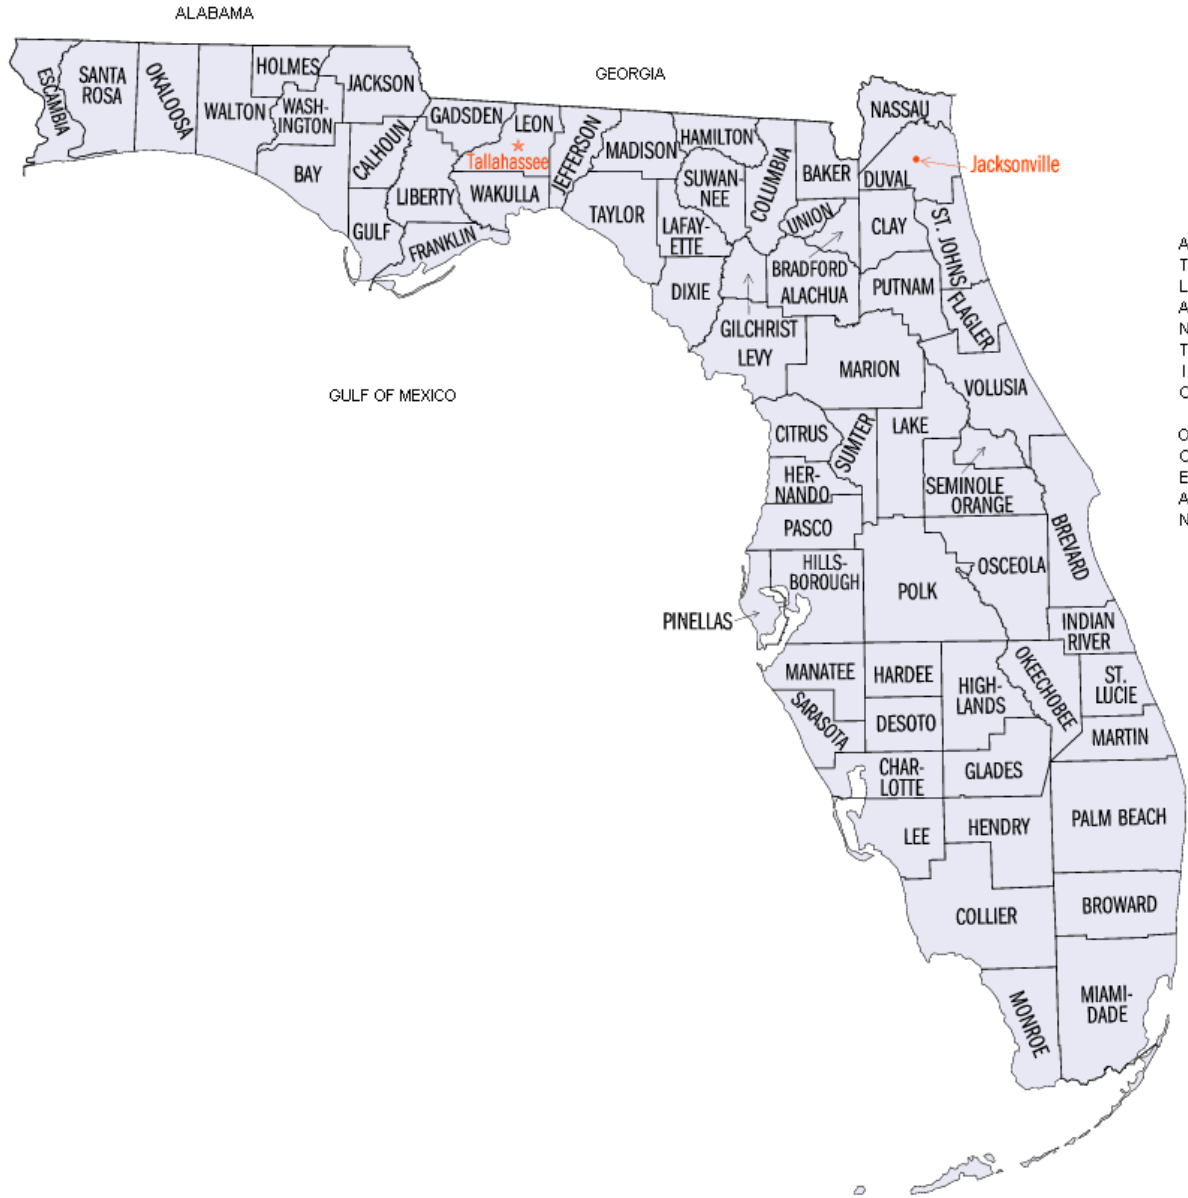 ALABAMA
GEORGIA
ESCAMBIA
SANTA
ROSA
OKALOOSA
WALTON
HOLMES
WASH-
INGTON
JACKSON
BAY
CALHOUN
GULF
GADSDEN
LIBERTY
FRANKLIN
LEON
Tallahassee
WAKULLA
JEFFERSON
MADISON
TAYLOR
HAMILTON
SUWAN-
NEE
LAFAY-
ETTE
DIXIE
COLUMBIA
BAKER
NASSAU
DUVAL
Jacksonville
UNION
BRADFORD
CLAY
ST. JOHNS
ALACHUA
PUTNAM
FLAGLER
GILCHRIST
LEVY
MARION
VOLUSIA
GULF OF MEXICO
A
T
L
A
N
T
I
C
O
C
E
A
N
CITRUS
SUMTER
LAKE
HER-
NANDO
SEMINOLE
ORANGE
PASCO
BREVARD
HILLS-
BOROUGH
POLK
OSCEOLA
PINELLAS
INDIAN
RIVER
MANATEE
HARDEE
HIGH-
LANDS
OKEECHOBEE
ST.
LUCIE
SARASOTA
DESOTO
MARTIN
CHAR-
LOTTE
GLADES
LEE
HENDRY
PALM BEACH
COLLIER
BROWARD
MONROE
MIAMI-
DADE